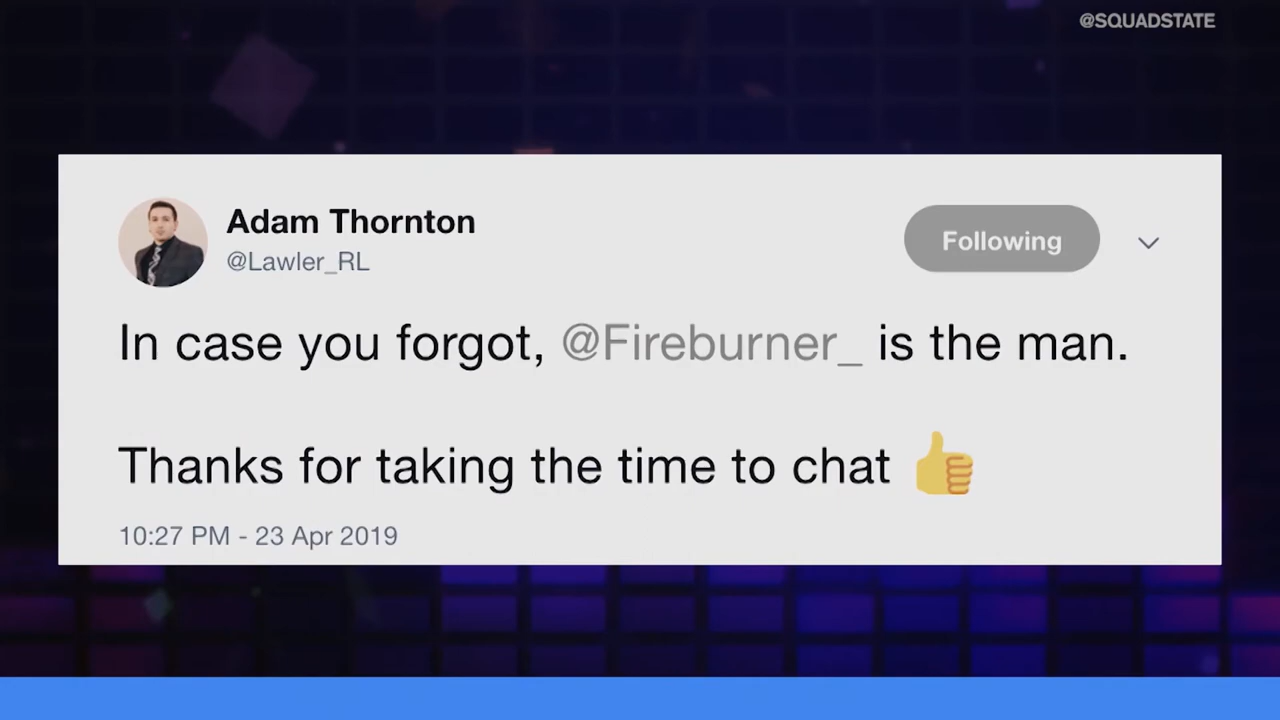 @SQUADSTATE
Adam Thornton
@Lawler_RL
Following
In case you forgot, @Fireburner_ is the man.
Thanks for taking the time to chat 👍
10:27 PM - 23 Apr 2019